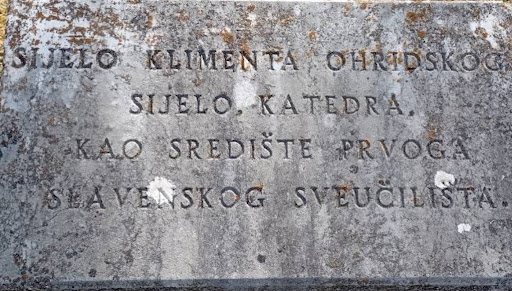 SIJELO KLIMENTA OHRIDSKOG
SIJELO, KATEDRA,
KAO SREDIŠTE PRVOGA
SLAVENSKOG SVEUČILIŠTA.